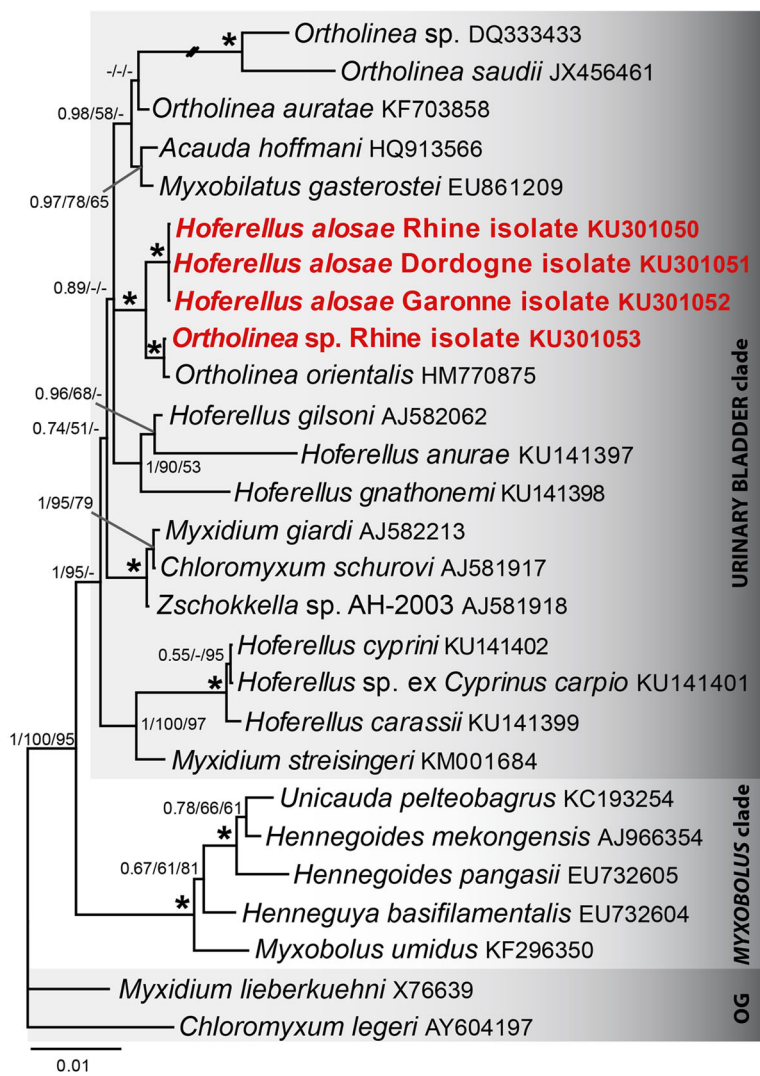 Ortholinea sp. DQ333433
*
Ortholinea saudii JX456461
-/-/-
Ortholinea auratae KF703858
0.98/58/-
Acauda hoffmani HQ913566
Myxobilatus gasterostei EU861209
0.97/78/65
Hoferellus alosae Rhine isolate KU301050
*
Hoferellus alosae Dordogne isolate KU301051
0.89/-/-
*
Hoferellus alosae Garonne isolate KU301052
Ortholinea sp. Rhine isolate KU301053
*
Ortholinea orientalis HM770875
0.96/68/-
Hoferellus gilsoni AJ582062
0.74/51/-
Hoferellus anurae KU141397
1/90/53
Hoferellus gnathonemi KU141398
1/95/79
Myxidium giardi AJ582213
*
Chloromyxum schurovi AJ581917
1/95/-
Zschokkella sp. AH-2003 AJ581918
Hoferellus cyprini KU141402
0.55/-/95
*
Hoferellus sp. ex Cyprinus carpio KU141401
Hoferellus carassii KU141399
1/100/97
1/100/95
Myxidium streisingeri KM001684
URINARY BLADDER clade
Unicauda pelteobagrus KC193254
0.78/66/61
*
Hennegoides mekongensis AJ966354
0.67/61/81
Hennegoides pangasii EU732605
*
Henneguya basifilamentalis EU732604
Myxobolus umidus KF296350
MYXOBOLUS clade
Myxidium lieberkuehni X76639
Chloromyxum legeri AY604197
OG
0.01